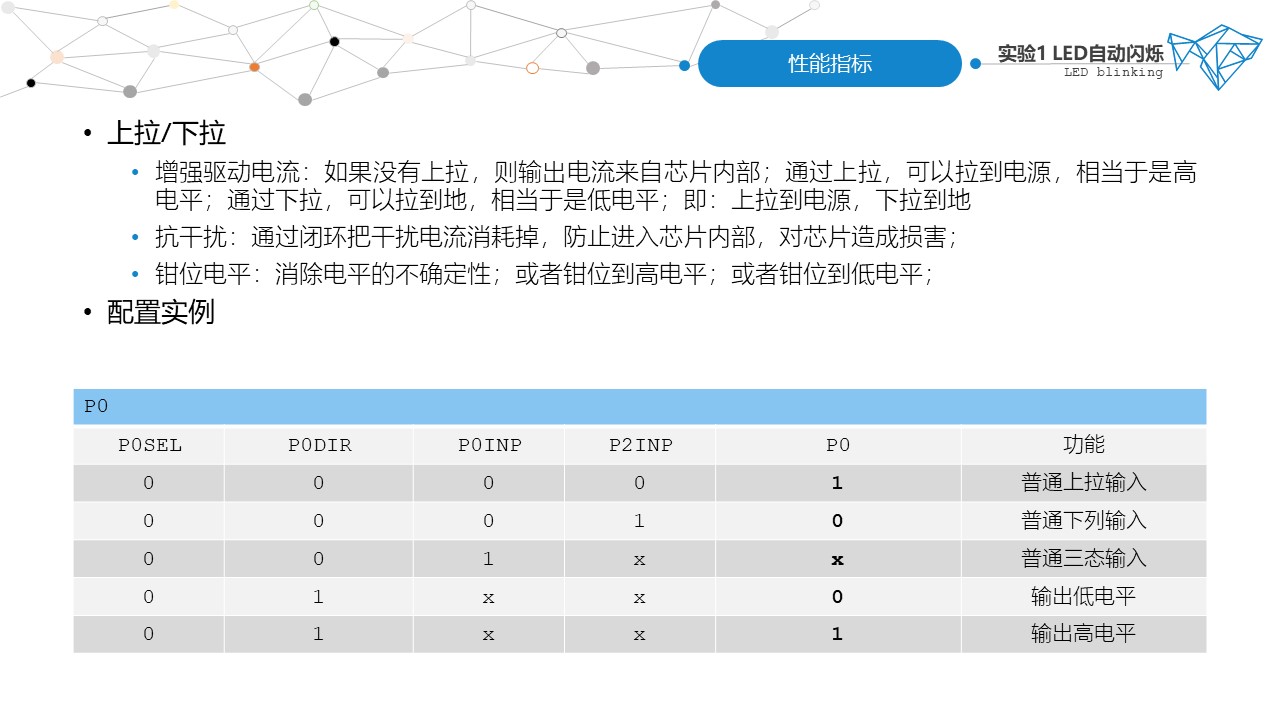 性能指标
实验1 LED自动闪烁
LED blinking
• 上拉/下拉
• 增强驱动电流：如果没有上拉，则输出电流来自芯片内部；通过上拉，可以拉到电源，相当于是高
电平；通过下拉，可以拉到地，相当于是低电平；即：上拉到电源，下拉到地
• 抗干扰：通过闭环把干扰电流消耗掉，防止进入芯片内部，对芯片造成损害；
• 钳位电平：消除电平的不确定性；或者钳位到高电平；或者钳位到低电平；
• 配置实例
P0
P0SEL P0DIR P0INP P2INP P0 功能
0 0 0 0 1 普通上拉输入
0 0 0 1 0 普通下列输入
0 0 1 x x 普通三态输入
0 1 x x 0 输出低电平
0 1 x x 1 输出高电平